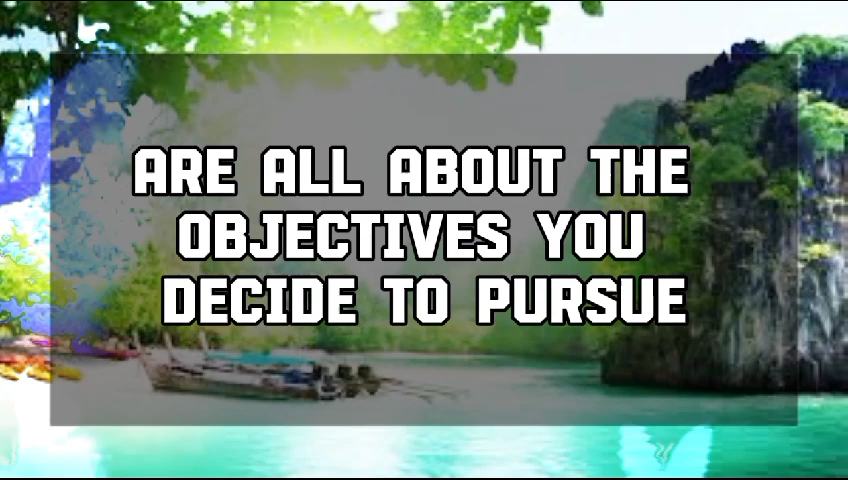 ARE ALL ABOUT THE
OBJECTIVES YOU
DECIDE TO PURSUE